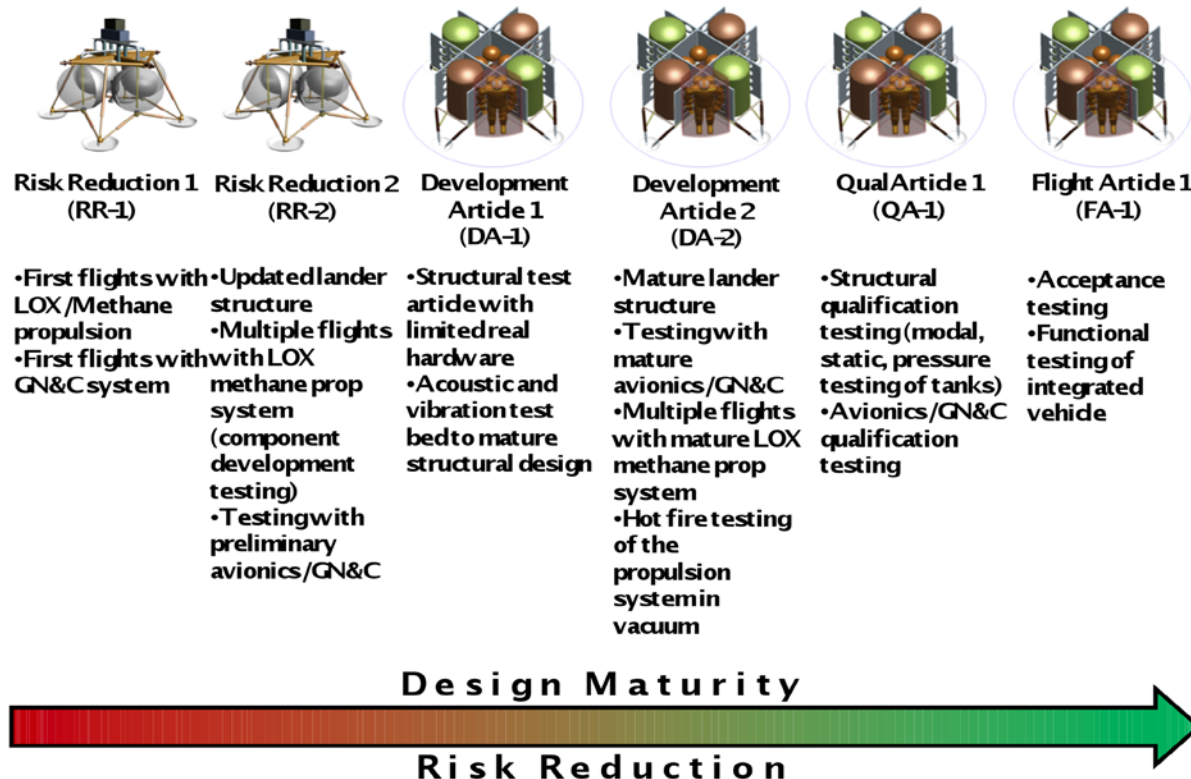 Risk Reduction 1
(RR-1)
•First flights with
LOX/Methane
propulsion
•First flights with
GN&C system
Risk Reduction 2
(RR-2)
•Updated lander
structure
•Multiple flights
with LOX
methane prop
system
(component
development
testing)
•Testing with
preliminary
avionics/GN&C
Development
Article 1
(DA-1)
•Structural test
article with
limited real
hardware
•Acoustic and
vibration test
bed to mature
structural design
Development
Article 2
(DA-2)
•Mature lander
structure
•Testing with
mature
avionics/GN&C
•Multiple flights
with mature LOX
methane prop
system
•Hot fire testing
of the
propulsion
system in
vacuum
Qual Article 1
(QA-1)
•Structural
qualification
testing (modal,
static, pressure
testing of tanks)
•Avionics/GN&C
qualification
testing
Flight Article 1
(FA-1)
•Acceptance
testing
•Functional
testing of
integrated
vehicle
Design Maturity
Risk Reduction